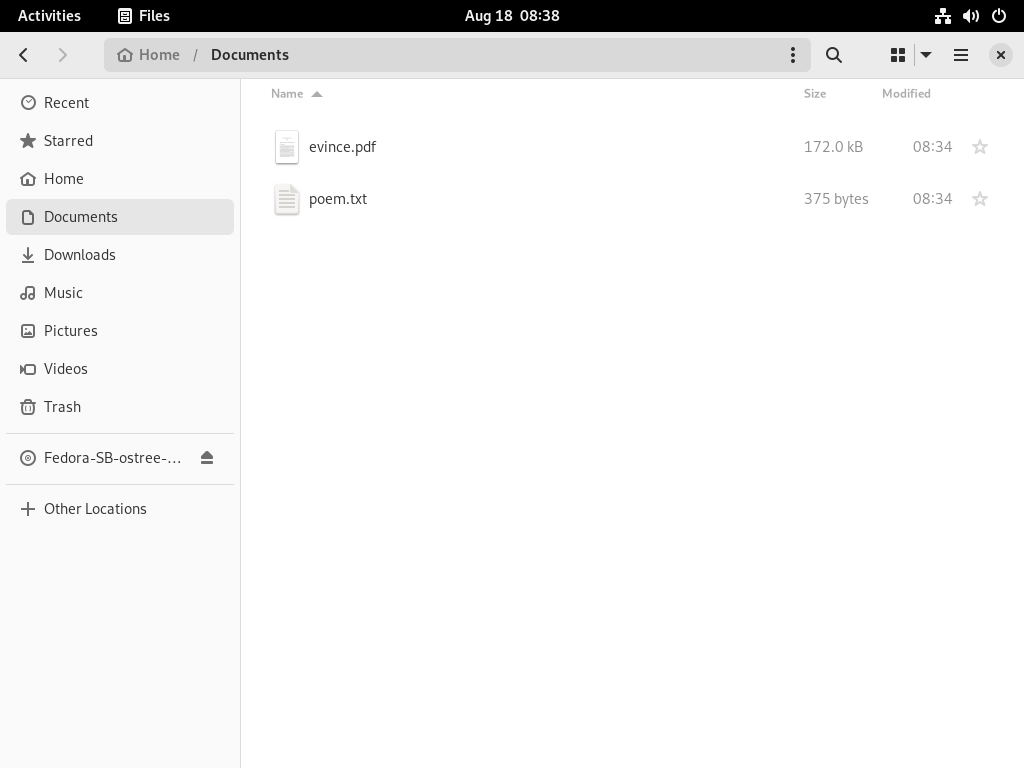 Activities Files Aug 18 08:38
Home / Documents
Recent
Starred
Home
Documents
Downloads
Music
Pictures
Videos
Trash
Fedora-SB-ostree-…
Other Locations
Name Size Modified
evince.pdf 172.0 kB 08:34
poem.txt 375 bytes 08:34